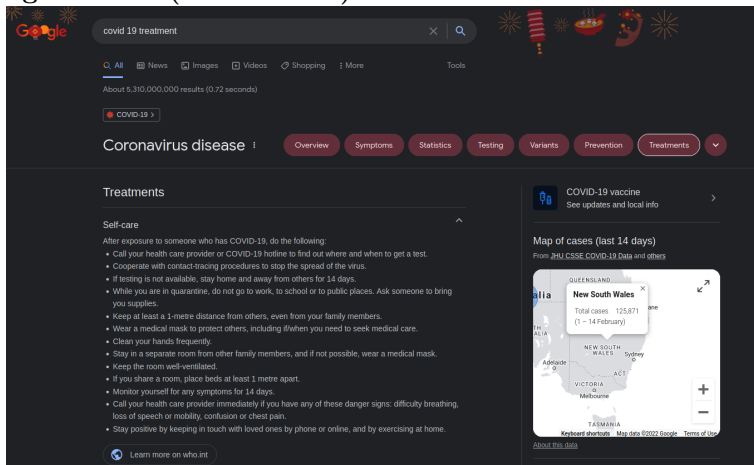 Google
covid 19 treatment
All News Images Videos Shopping More Tools
About 5,310,000,000 results (0.72 seconds)
COVID-19 >
Coronavirus disease
Overview Symptoms Statistics Testing Variants Prevention Treatments
Treatments
Self-care
After exposure to someone who has COVID-19, do the following:
• Call your health care provider or COVID-19 hotline to find out where and when to get a test.
• Cooperate with contact-tracing procedures to stop the spread of the virus.
• If testing is not available, stay home and away from others for 14 days.
• While you are in quarantine, do not go to work, to school or to public places. Ask someone to bring
you supplies.
• Keep at least a 1-metre distance from others, even from your family members.
• Wear a medical mask to protect others, including if/when you need to seek medical care.
• Clean your hands frequently.
• Stay in a separate room from other family members, and if not possible, wear a medical mask.
• Keep the room well-ventilated.
• If you share a room, place beds at least 1 metre apart.
• Monitor yourself for any symptoms for 14 days.
• Call your health care provider immediately if you have any of these danger signs: difficulty breathing,
loss of speech or mobility, confusion or chest pain.
• Stay positive by keeping in touch with loved ones by phone or online, and by exercising at home.
Learn more on who.int
COVID-19 vaccine
See updates and local info
Map of cases (last 14 days)
From JHU CSSE COVID-19 Data and others
QUEENSLAND
alia
New South Wales
Total cases 125,871
(1 – 14 February)
ane
TH
ALIA
NEW SOUTH
WALES
Sydney
Adelaide
ACT
VICTORIA
Melbourne
TASMANIA
Keyboard shortcuts Map data ©2022 Google Terms of Use
About this data